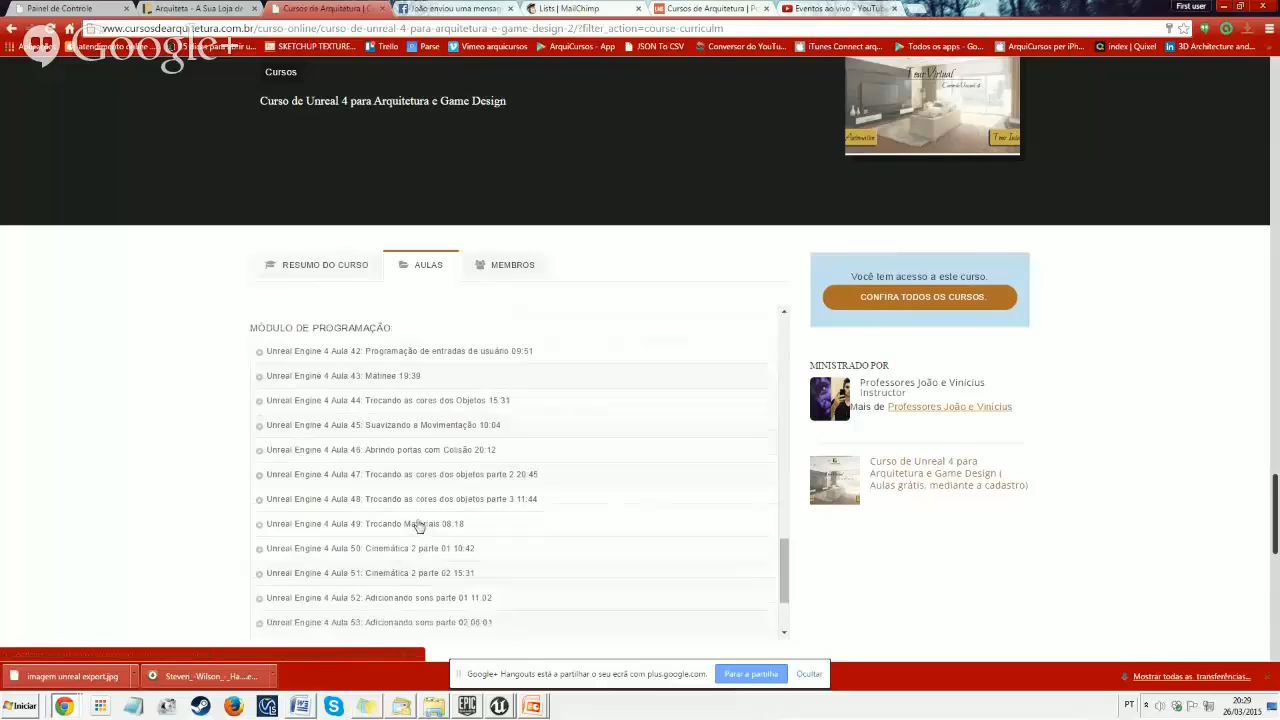 Painel de Controle
Arquiteta - A Sua Loja de
Cursos de Arquitetura | C
João enviou uma mensag
Lists | MailChimp
Cursos de Arquitetura | Po
Eventos ao vivo - YouTub
First user
www.cursosdearquitetura.com.br/curso-online/curso-de-unreal-4-para-arquitetura-e-game-design-2/?filter_action=course-curriculm
Google+
SKETCHUP TEXTURE...
Trello
Parse
Vimeo arquicursos
ArquiCursos - App
JSON To CSV
Conversor do YouTu...
iTunes Connect arq...
Todos os apps - Go...
ArquiCursos per iPh...
index | Quixel
3D Architecture and...
Cursos
Curso de Unreal 4 para Arquitetura e Game Design
Tour Virtual
RESUMO DO CURSO
AULAS
MEMBROS
MÓDULO DE PROGRAMAÇÃO:
Unreal Engine 4 Aula 42: Programação de entradas de usuário 09:51
Unreal Engine 4 Aula 43: Matinee 19:39
Unreal Engine 4 Aula 44: Trocando as cores dos Objetos 15:31
Unreal Engine 4 Aula 45: Suavizando a Movimentação 10:04
Unreal Engine 4 Aula 46: Abrindo portas com Colisão 20:12
Unreal Engine 4 Aula 47: Trocando as cores dos objetos parte 2 20:45
Unreal Engine 4 Aula 48: Trocando as cores dos objetos parte 3 11:44
Unreal Engine 4 Aula 49: Trocando Materiais 08:18
Unreal Engine 4 Aula 50: Cinemática 2 parte 01 10:42
Unreal Engine 4 Aula 51: Cinemática 2 parte 02 15:31
Unreal Engine 4 Aula 52: Adicionando sons parte 01 11:02
Unreal Engine 4 Aula 53: Adicionando sons parte 02 06:01
Você tem acesso a este curso.
CONFIRA TODOS OS CURSOS.
MINISTRADO POR
Professores João e Vinícius
Instructor
Mais de Professores João e Vinícius
Curso de Unreal 4 para
Arquitetura e Game Design (
Aulas grátis, mediante a cadastro)
imagem unreal export.jpg
Steven_-Wilson_-_Ha....e...
Google+ Hangouts está a partilhar o seu ecrã com plus.google.com.
Parar a partilha
Ocultar
Mostrar todas as transferências...
Iniciar
PT
20:29
26/03/2015